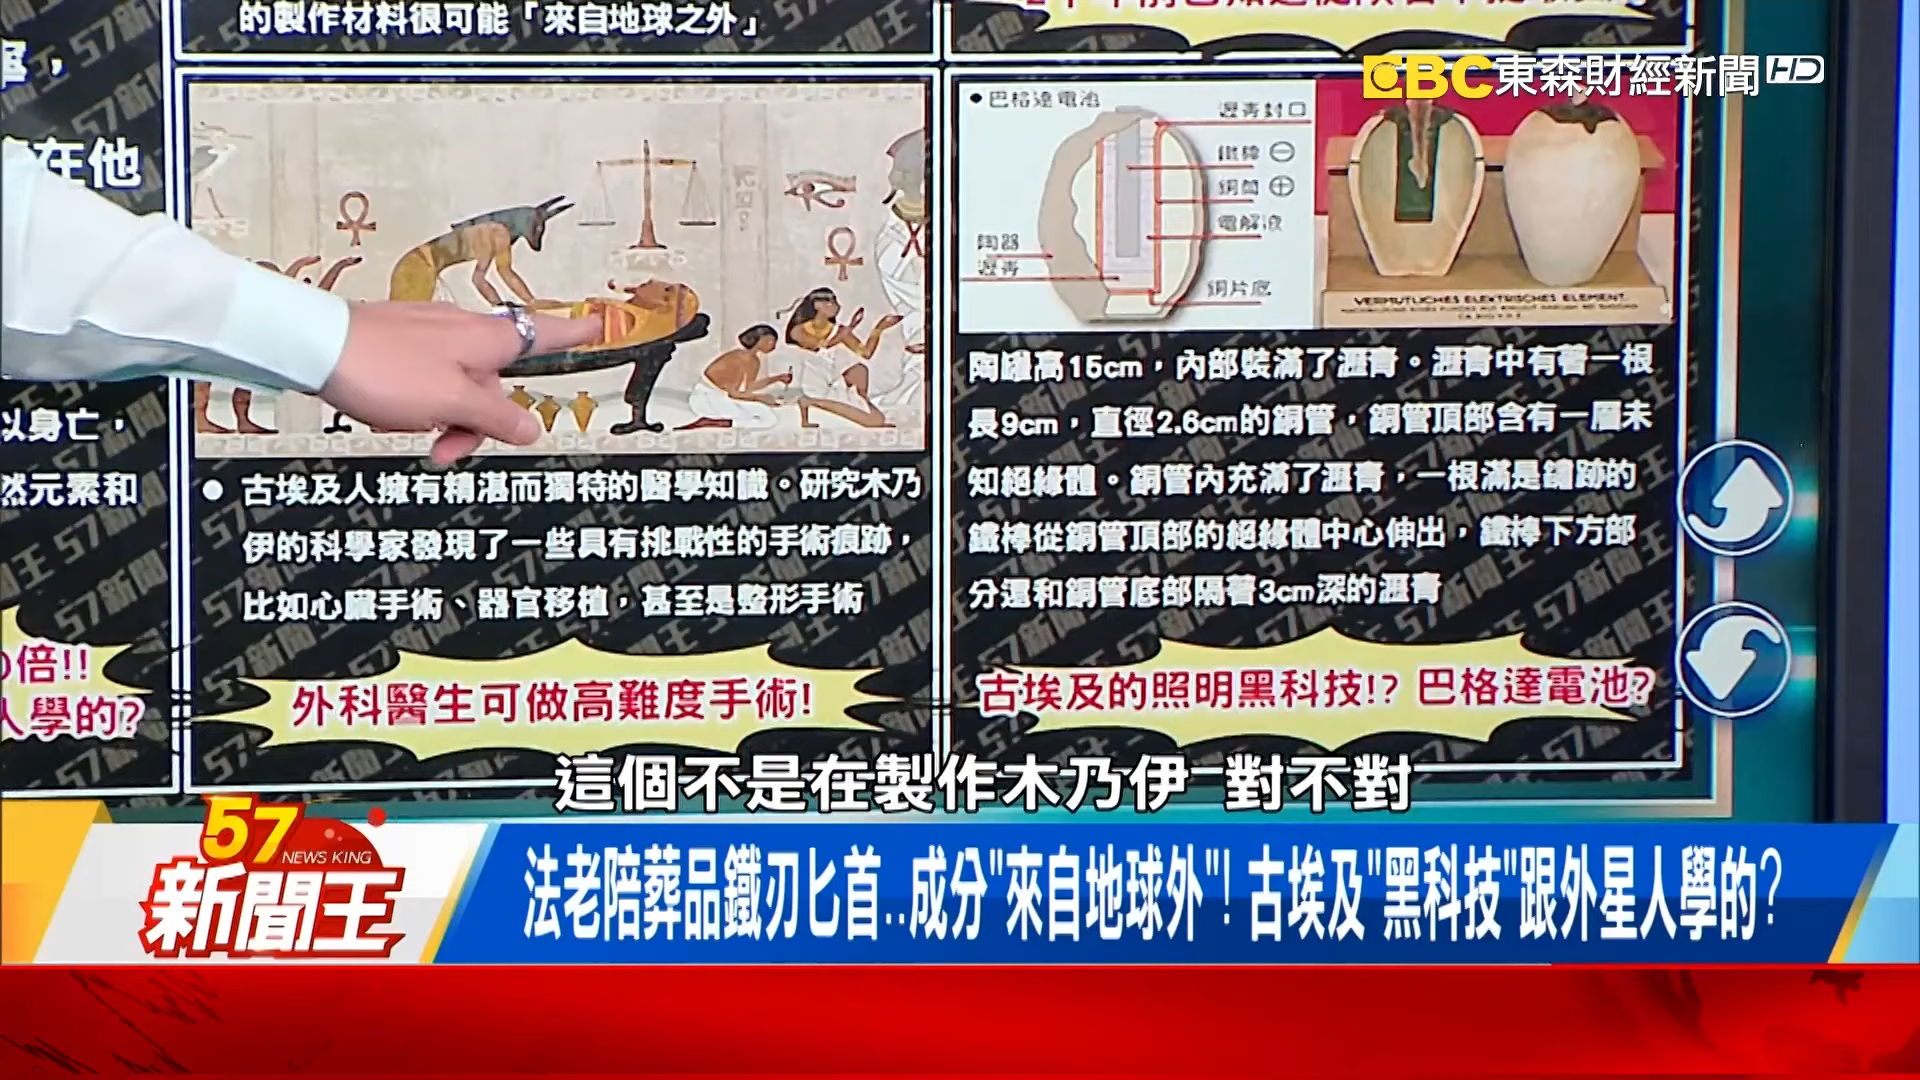 的製作材料很可能「來自地球之外」
EBC東森財經新聞HD
在他
以身亡，
然元素和
0倍!!
人學的?
● 古埃及人擁有精湛而獨特的醫學知識。研究木乃
伊的科學家發現了一些具有挑戰性的手術痕跡，
比如心臟手術、器官移植，甚至是整形手術
外科醫生可做高難度手術!
●巴格達電池
瀝青封口
鐵棒 ⊖
銅筒 ⊕
電解液
陶器
瀝青
銅片底
VERMUTLICHES ELEKTRISCHES ELEMENT
陶罐高15cm，內部裝滿了瀝青。瀝青中有著一根
長9cm，直徑2.6cm的銅管，銅管頂部含有一層未
知絕緣體。銅管內充滿了瀝青，一根滿是鏽跡的
鐵棒從銅管頂部的絕緣體中心伸出，鐵棒下方部
分還和銅管底部隔著3cm深的瀝青
古埃及的照明黑科技!? 巴格達電池?
這個不是在製作木乃伊 對不對
57
NEWS KING
新聞王
法老陪葬品鐵刃匕首..成分"來自地球外"! 古埃及"黑科技"跟外星人學的?